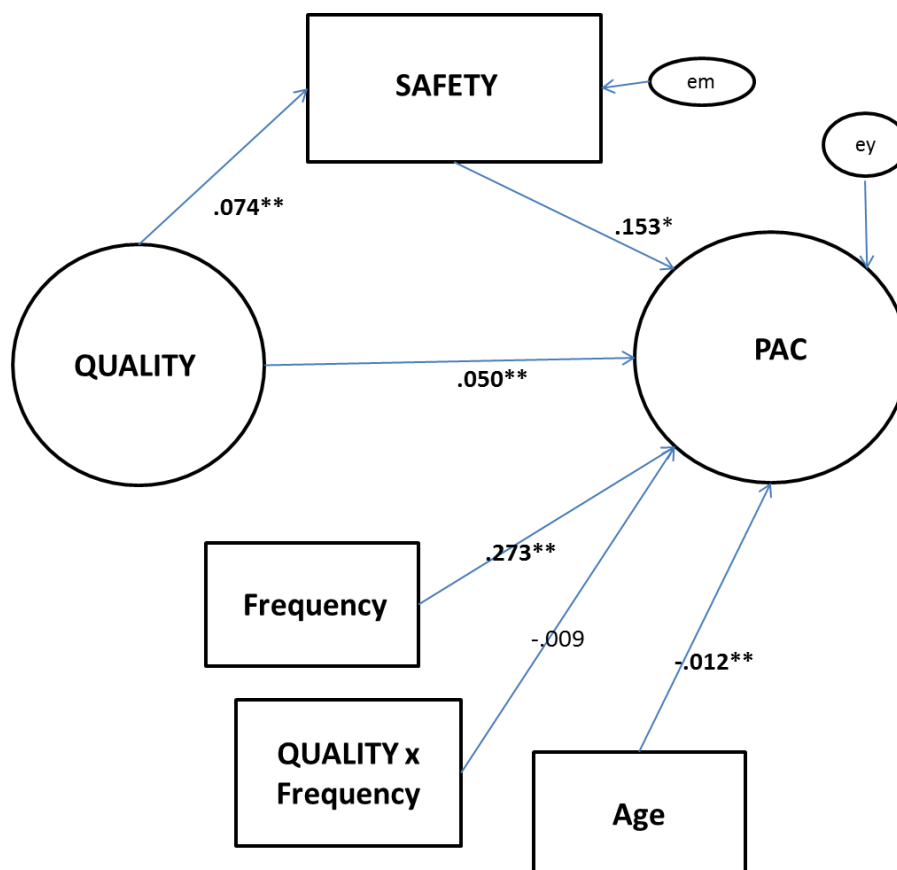 SAFETY
em
ey
.074**
.153*
QUALITY
PAC
.050**
Frequency
.273**
-.009
-.012**
QUALITY x
Frequency
Age